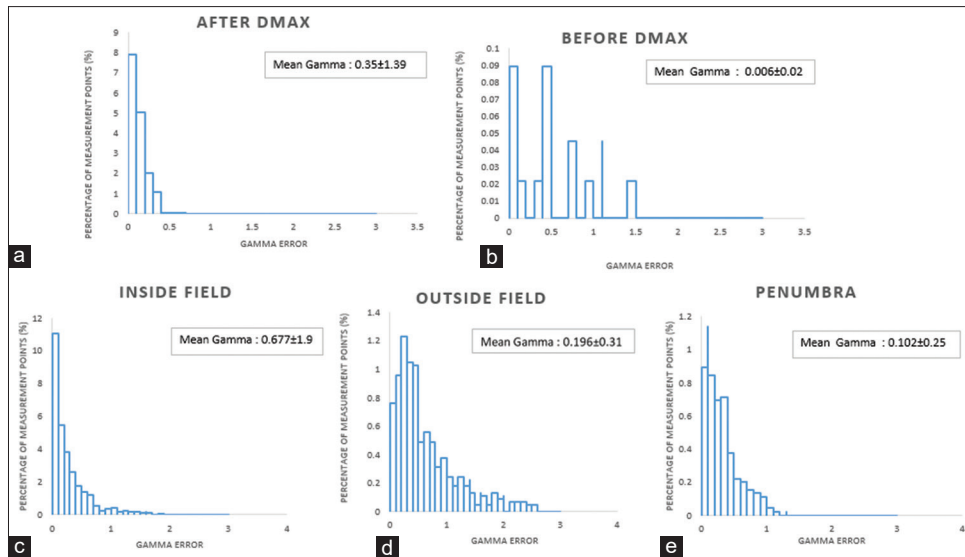 AFTER DMAX
PERCENTAGE OF MEASUREMENT POINTS (%)
9
8
7
6
5
4
3
2
1
0
Mean Gamma : 0.35±1.39
0 0.5 1 1.5 2 2.5 3 3.5
GAMMA ERROR
a
BEFORE DMAX
PERCENTAGE OF MEASUREMENT POINTS (%)
0.1
0.09
0.08
0.07
0.06
0.05
0.04
0.03
0.02
0.01
0
Mean Gamma : 0.006±0.02
0 0.5 1 1.5 2 2.5 3 3.5
GAMMA ERROR
b
INSIDE FIELD
PERCENTAGE OF MEASUREMENT POINTS (%)
12
10
8
6
4
2
0
Mean Gamma : 0.677±1.9
0 1 2 3 4
GAMMA ERROR
c
OUTSIDE FIELD
PERCENTAGE OF MEASUREMENT POINTS (%)
1.4
1.2
1
0.8
0.6
0.4
0.2
0
Mean Gamma : 0.196±0.31
0 1 2 3 4
GAMMA ERROR
d
PENUMBRA
PERCENTAGE OF MEASUREMENT POINTS (%)
1.2
1
0.8
0.6
0.4
0.2
0
Mean Gamma : 0.102±0.25
0 1 2 3 4
GAMMA ERROR
e